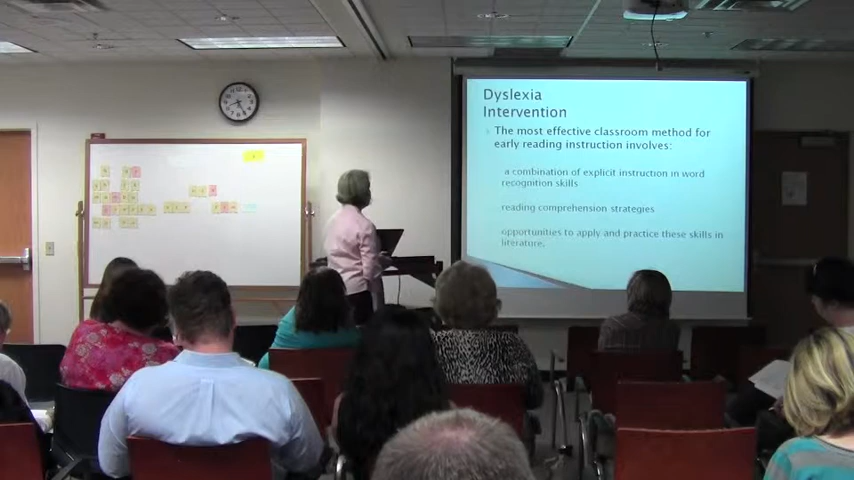 Dyslexia
Intervention
The most effective classroom method for
early reading instruction involves:
a combination of explicit instruction in word
recognition skills
reading comprehension strategies
opportunities to apply and practice these skills in
literature.